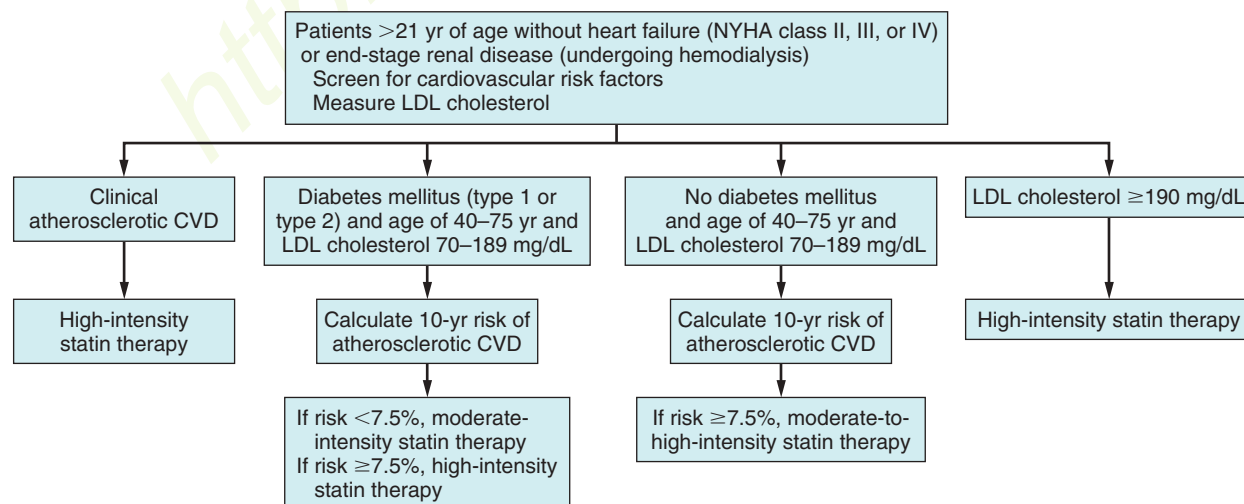 Patients >21 yr of age without heart failure (NYHA class II, III, or IV)
or end-stage renal disease (undergoing hemodialysis)
Screen for cardiovascular risk factors
Measure LDL cholesterol
Clinical
atherosclerotic CVD
Diabetes mellitus (type 1 or
type 2) and age of 40–75 yr and
LDL cholesterol 70–189 mg/dL
No diabetes mellitus
and age of 40–75 yr and
LDL cholesterol 70–189 mg/dL
LDL cholesterol ≥190 mg/dL
High-intensity
statin therapy
Calculate 10-yr risk of
atherosclerotic CVD
Calculate 10-yr risk of
atherosclerotic CVD
High-intensity statin therapy
If risk <7.5%, moderate-
intensity statin therapy
If risk ≥7.5%, high-intensity
statin therapy
If risk ≥7.5%, moderate-to-
high-intensity statin therapy